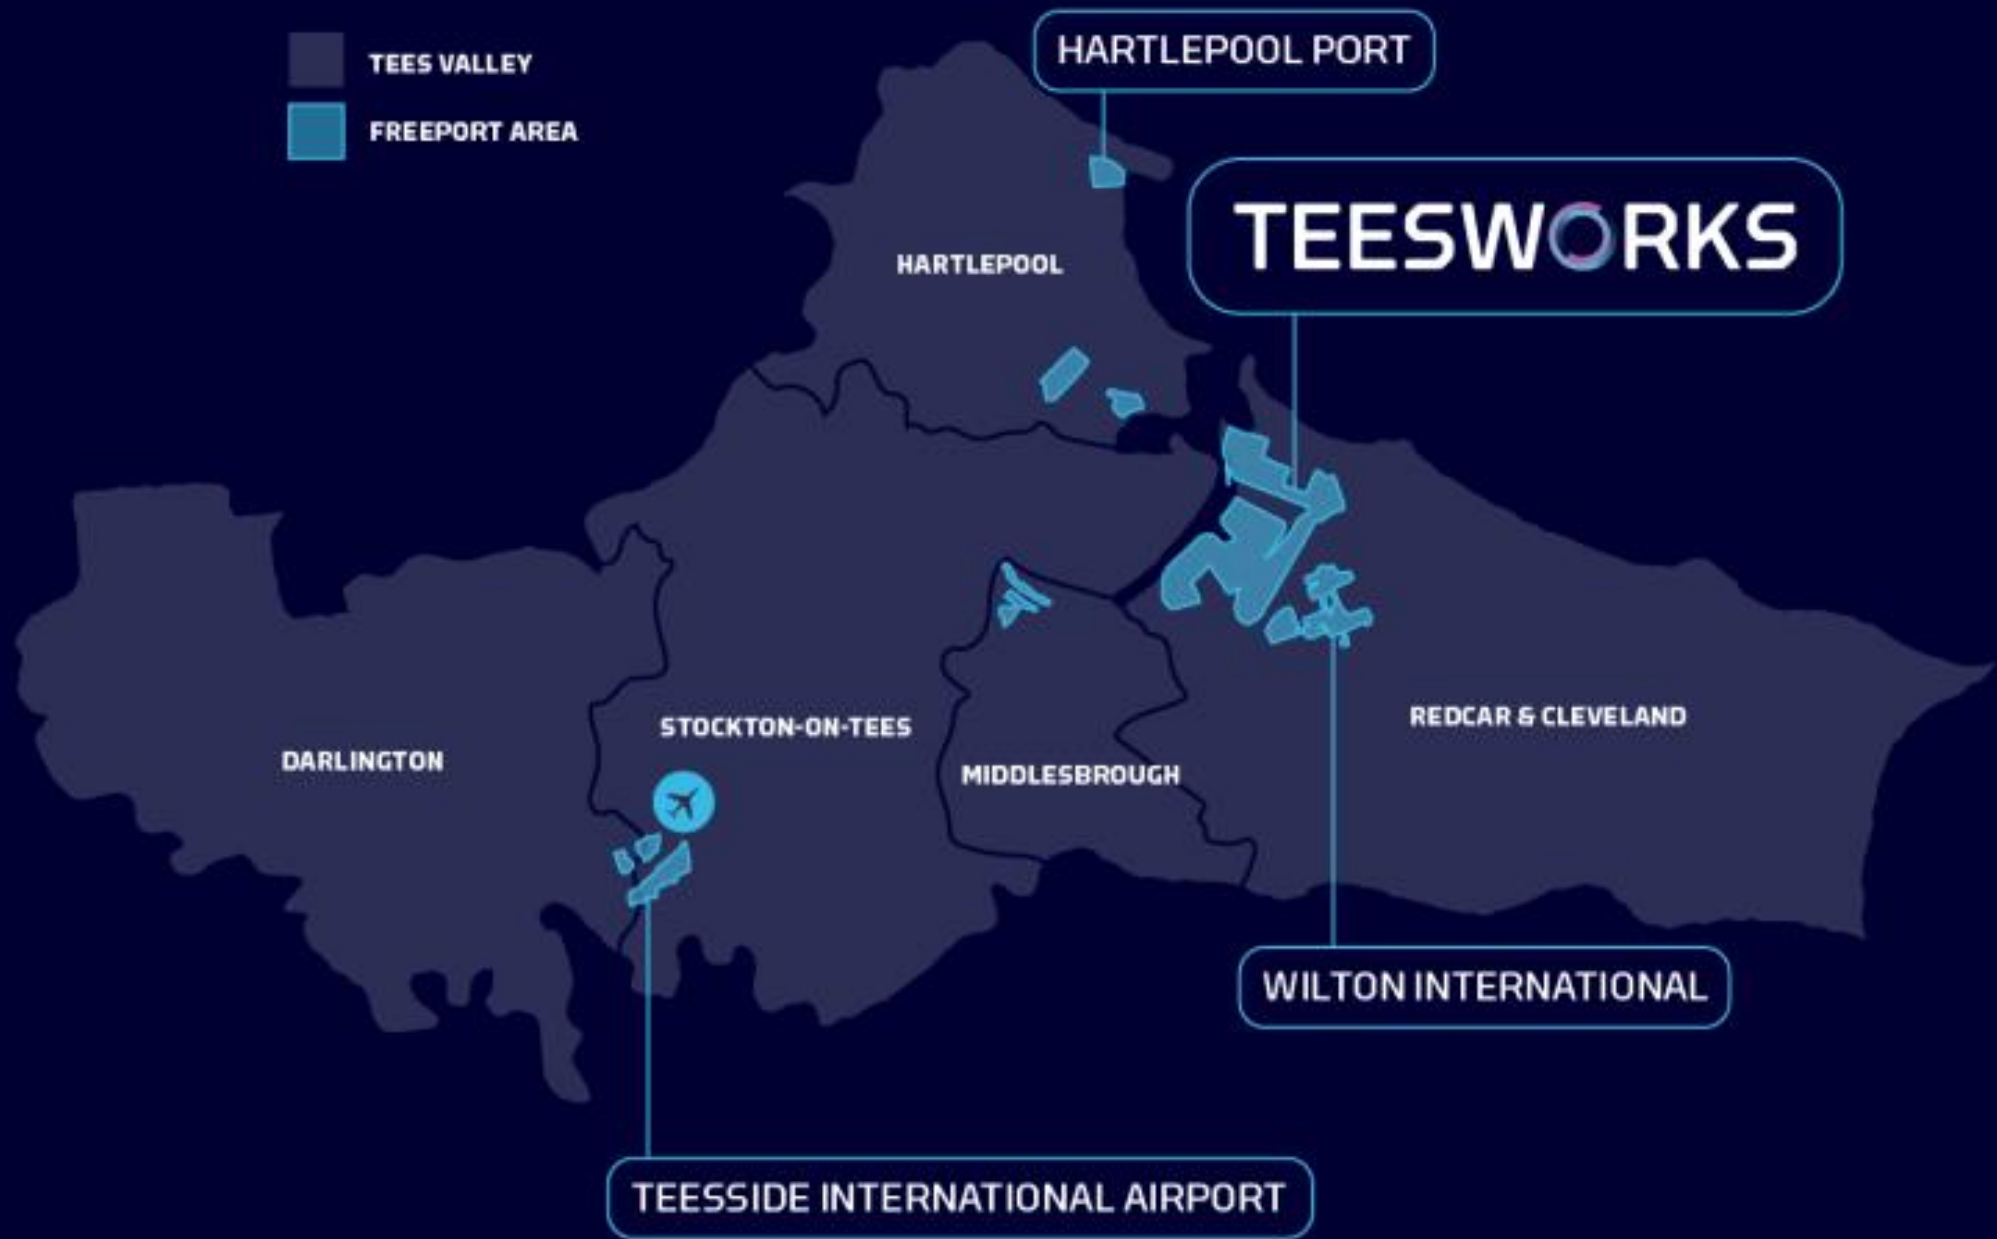 TEES VALLEY
FREEPORT AREA
HARTLEPOOL PORT
TEESWORKS
HARTLEPOOL
DARLINGTON
STOCKTON-ON-TEES
MIDDLESBROUGH
REDCAR & CLEVELAND
WILTON INTERNATIONAL
TEESSIDE INTERNATIONAL AIRPORT